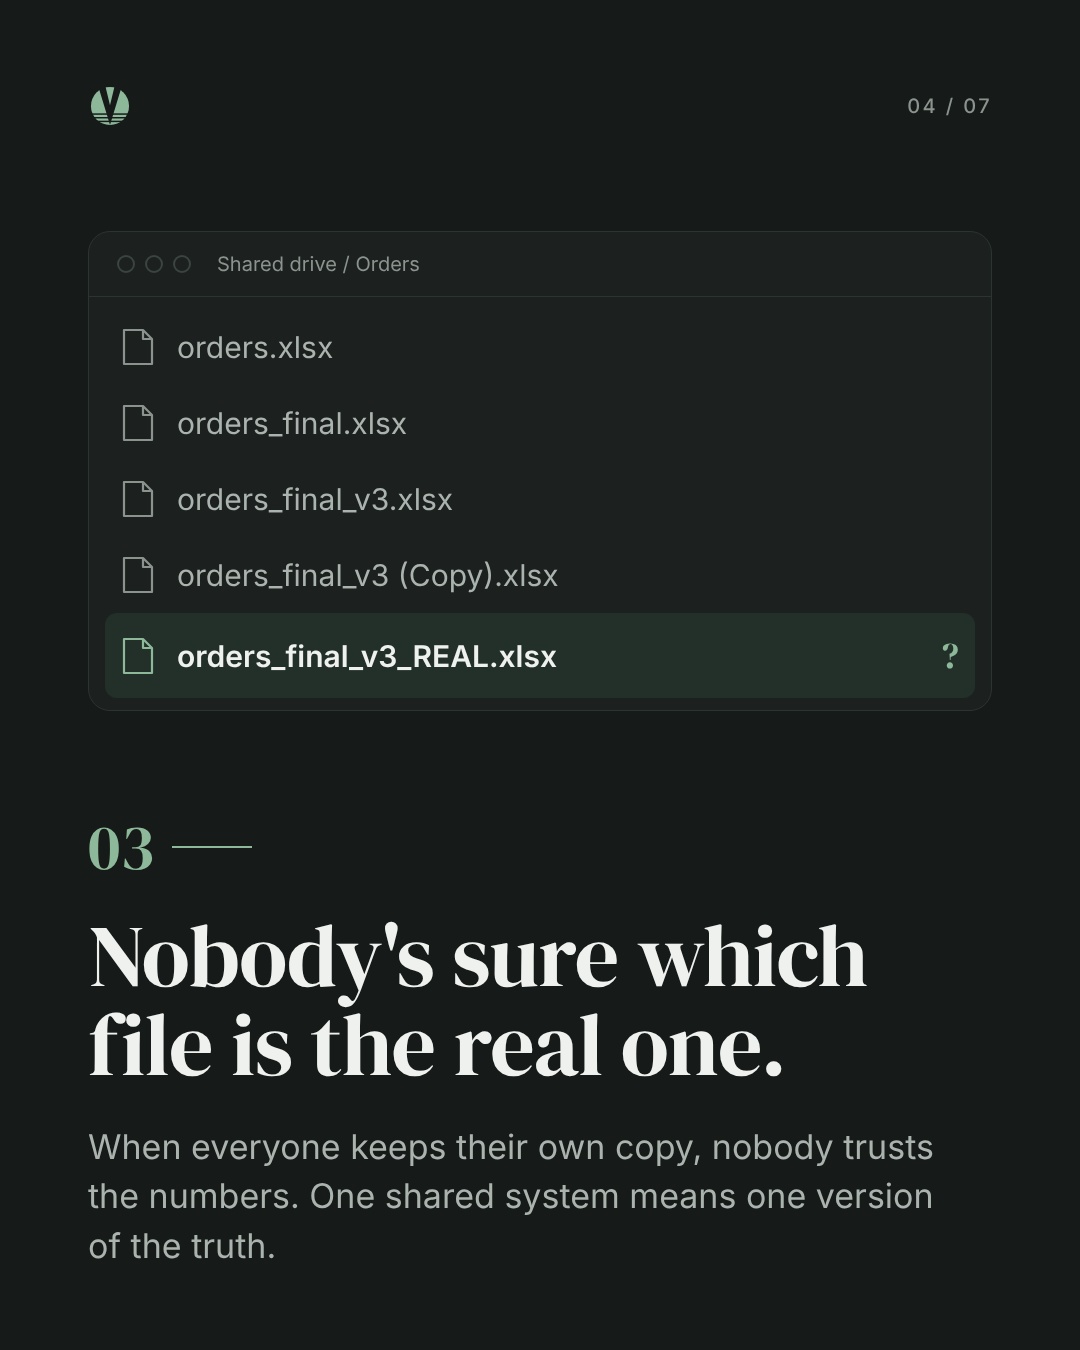 04 / 07
Shared drive / Orders
orders.xlsx
orders_final.xlsx
orders_final_v3.xlsx
orders_final_v3 (Copy).xlsx
orders_final_v3_REAL.xlsx ?
03
Nobody's sure which
file is the real one.
When everyone keeps their own copy, nobody trusts
the numbers. One shared system means one version
of the truth.